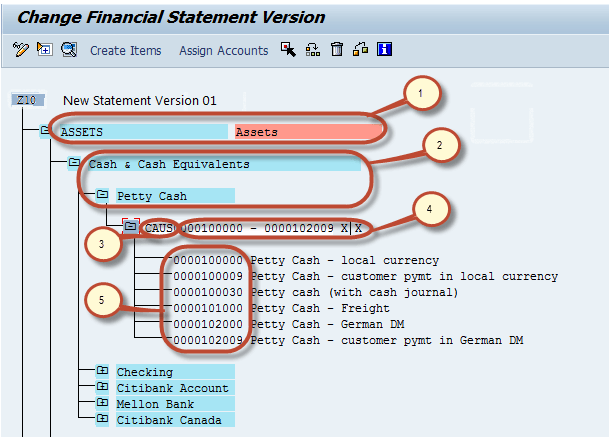 Change Financial Statement Version
Create Items Assign Accounts
Z10 New Statement Version 01
1
ASSETS Assets
2
Cash & Cash Equivalents
Petty Cash
4
CAUS 0000100000 - 0000102009 X X
3
0000100000 Petty Cash - local currency
0000100009 Petty Cash - customer pymt in local currency
0000100030 Petty cash (with cash journal)
5
0000101000 Petty Cash - Freight
0000102000 Petty Cash - German DM
0000102009 Petty Cash - customer pymt in German DM
Checking
Citibank Account
Mellon Bank
Citibank Canada